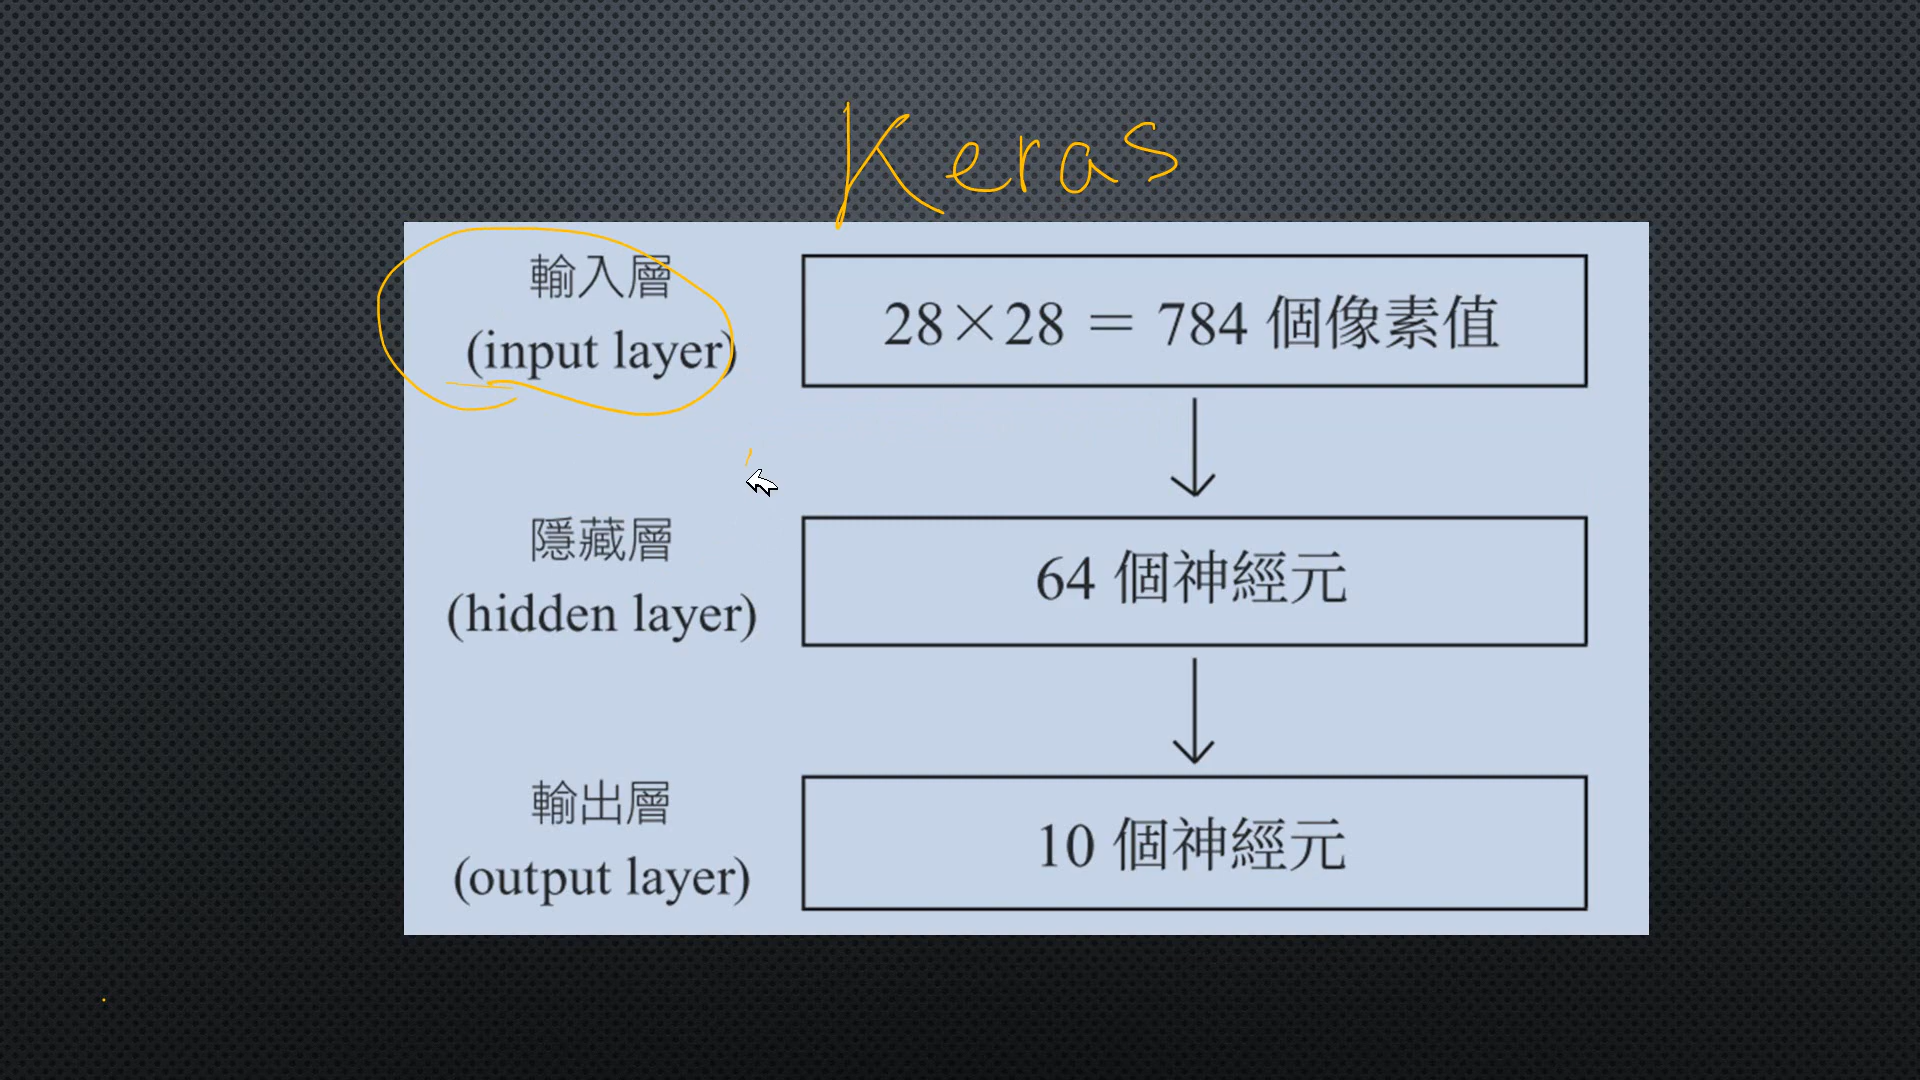 Keras
輸入層
(input layer)
28×28 = 784 個像素值
隱藏層
(hidden layer)
64 個神經元
輸出層
(output layer)
10 個神經元